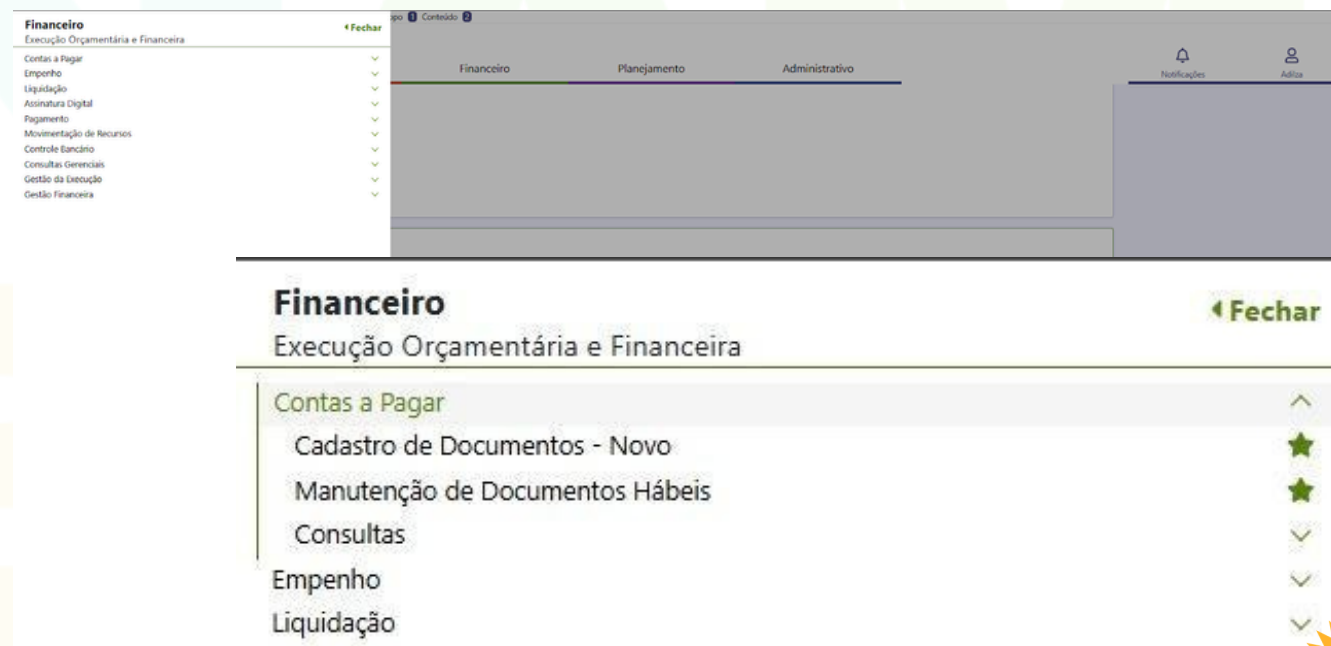 Financeiro
Fechar
Execução Orçamentária e Financeira
Contas a Pagar
Empenho
Liquidação
Assinatura Digital
Pagamento
Movimentação de Recursos
Controle Bancário
Consultas Gerenciais
Gestão da Execução
Gestão Financeira
Conteúdo 2
Financeiro
Planejamento
Administrativo
Notificações
Adilza
Financeiro
Fechar
Execução Orçamentária e Financeira
Contas a Pagar
Cadastro de Documentos - Novo
Manutenção de Documentos Hábeis
Consultas
Empenho
Liquidação